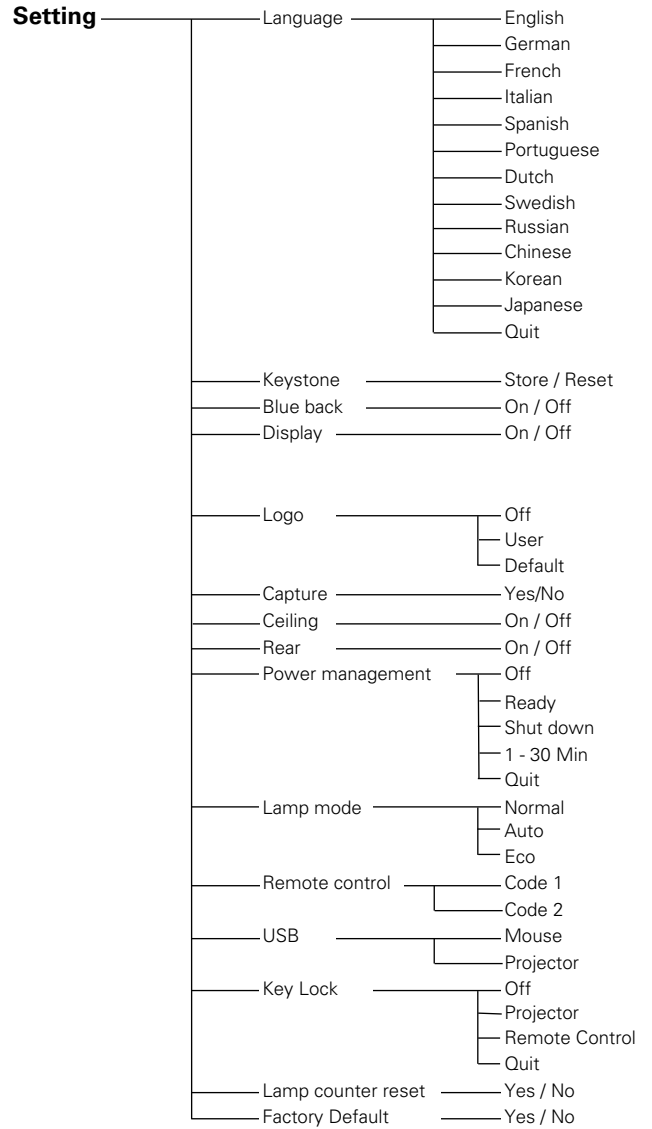 Setting Language English
German
French
Italian
Spanish
Portuguese
Dutch
Swedish
Russian
Chinese
Korean
Japanese
Quit
Keystone Store / Reset
Blue back On / Off
Display On / Off
Logo Off
User
Default
Capture Yes/No
Ceiling On / Off
Rear On / Off
Power management Off
Ready
Shut down
1 - 30 Min
Quit
Lamp mode Normal
Auto
Eco
Remote control Code 1
Code 2
USB Mouse
Projector
Key Lock Off
Projector
Remote Control
Quit
Lamp counter reset Yes / No
Factory Default Yes / No